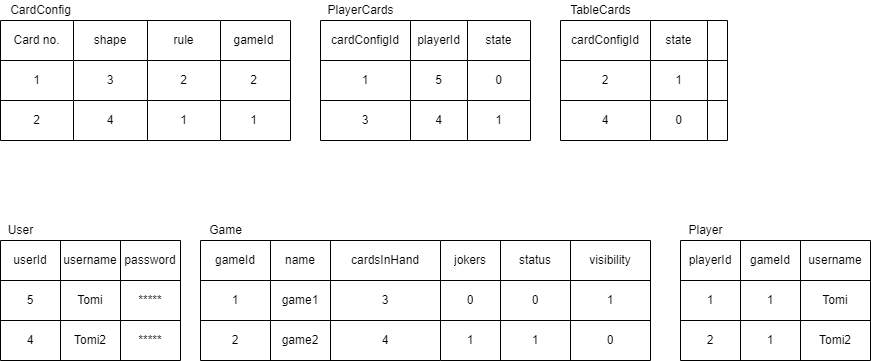 CardConfig PlayerCards TableCards
Card no. shape rule gameId cardConfigId playerId state cardConfigId state
1 3 2 2 1 5 0 2 1
2 4 1 1 3 4 1 4 0
User Game Player
userId username password gameId name cardsInHand jokers status visibility playerId gameId username
5 Tomi ***** 1 game1 3 0 0 1 1 1 Tomi
4 Tomi2 ***** 2 game2 4 1 1 0 2 1 Tomi2